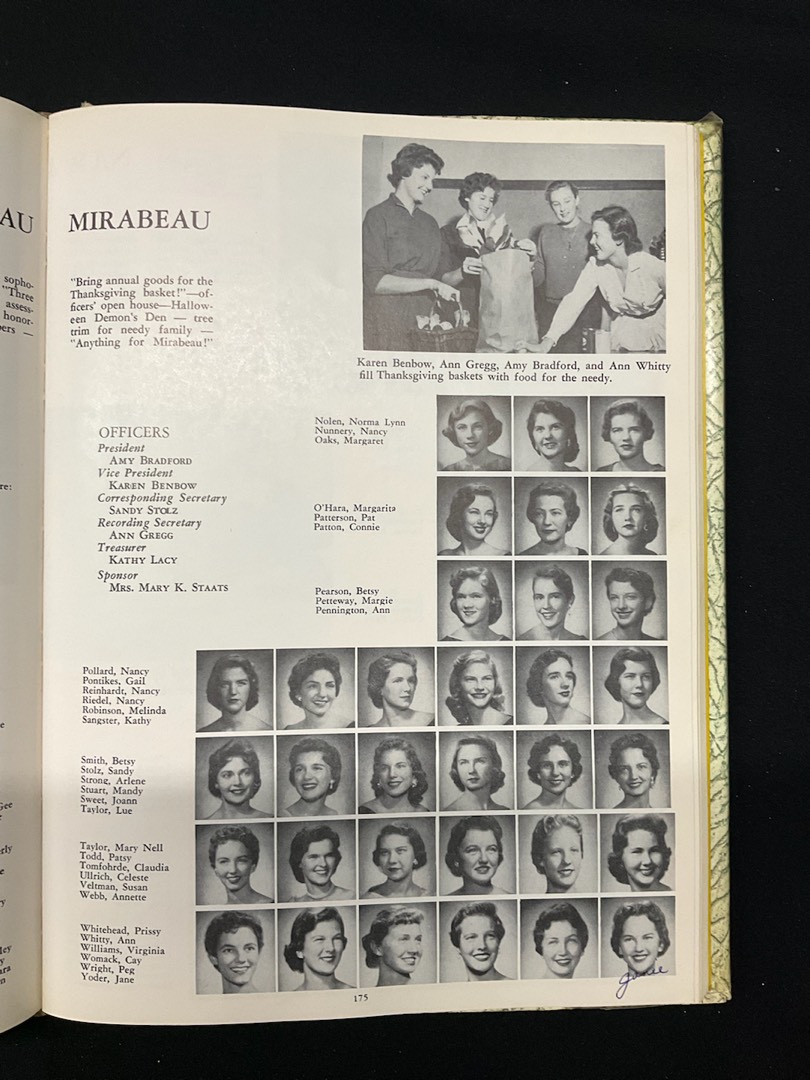 AU
sopho-
"Three
assess-
honor-
ers —
re:
e
Gee
erly
e
y
ley
y
ara
n
MIRABEAU
"Bring annual goods for the
Thanksgiving basket!"—of-
ficers' open house—Hallow-
een Demon's Den — tree
trim for needy family —
"Anything for Mirabeau!"
Karen Benbow, Ann Gregg, Amy Bradford, and Ann Whitty
fill Thanksgiving baskets with food for the needy.
OFFICERS
President
AMY BRADFORD
Vice President
KAREN BENBOW
Corresponding Secretary
SANDY STOLZ
Recording Secretary
ANN GREGG
Treasurer
KATHY LACY
Sponsor
MRS. MARY K. STAATS
Nolen, Norma Lynn
Nunnery, Nancy
Oaks, Margaret
O'Hara, Margarita
Patterson, Pat
Patton, Connie
Pearson, Betsy
Petteway, Margie
Pennington, Ann
Pollard, Nancy
Pontikes, Gail
Reinhardt, Nancy
Riedel, Nancy
Robinson, Melinda
Sangster, Kathy
Smith, Betsy
Stolz, Sandy
Strong, Arlene
Stuart, Mandy
Sweet, Joann
Taylor, Lue
Taylor, Mary Nell
Todd, Patsy
Tomfohrde, Claudia
Ullrich, Celeste
Veltman, Susan
Webb, Annette
Whitehead, Prissy
Whitty, Ann
Williams, Virginia
Womack, Cay
Wright, Peg
Yoder, Jane
175